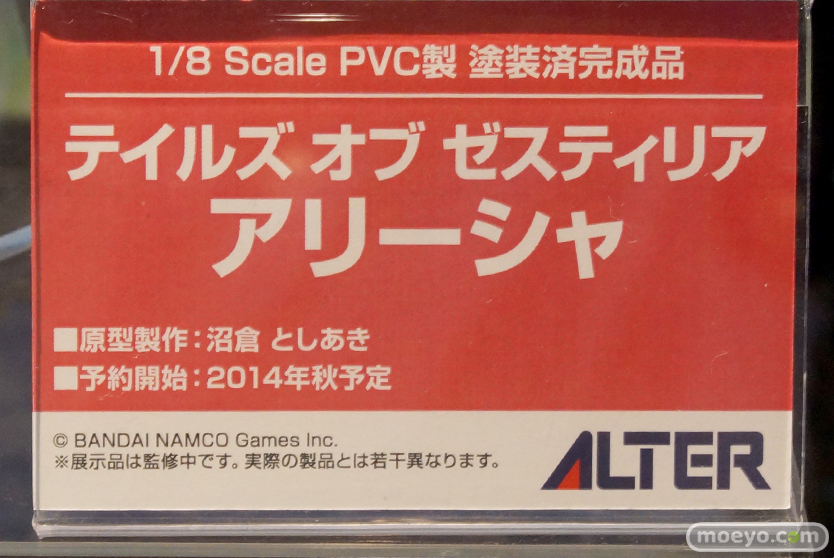 1/8 Scale PVC製 塗装済完成品
テイルズ オブ ゼスティリア
アリーシャ
■原型製作：沼倉 としあき
■予約開始：2014年秋予定
© BANDAI NAMCO Games Inc.
※展示品は監修中です。実際の製品とは若干異なります。
ALTER
moeyo.com